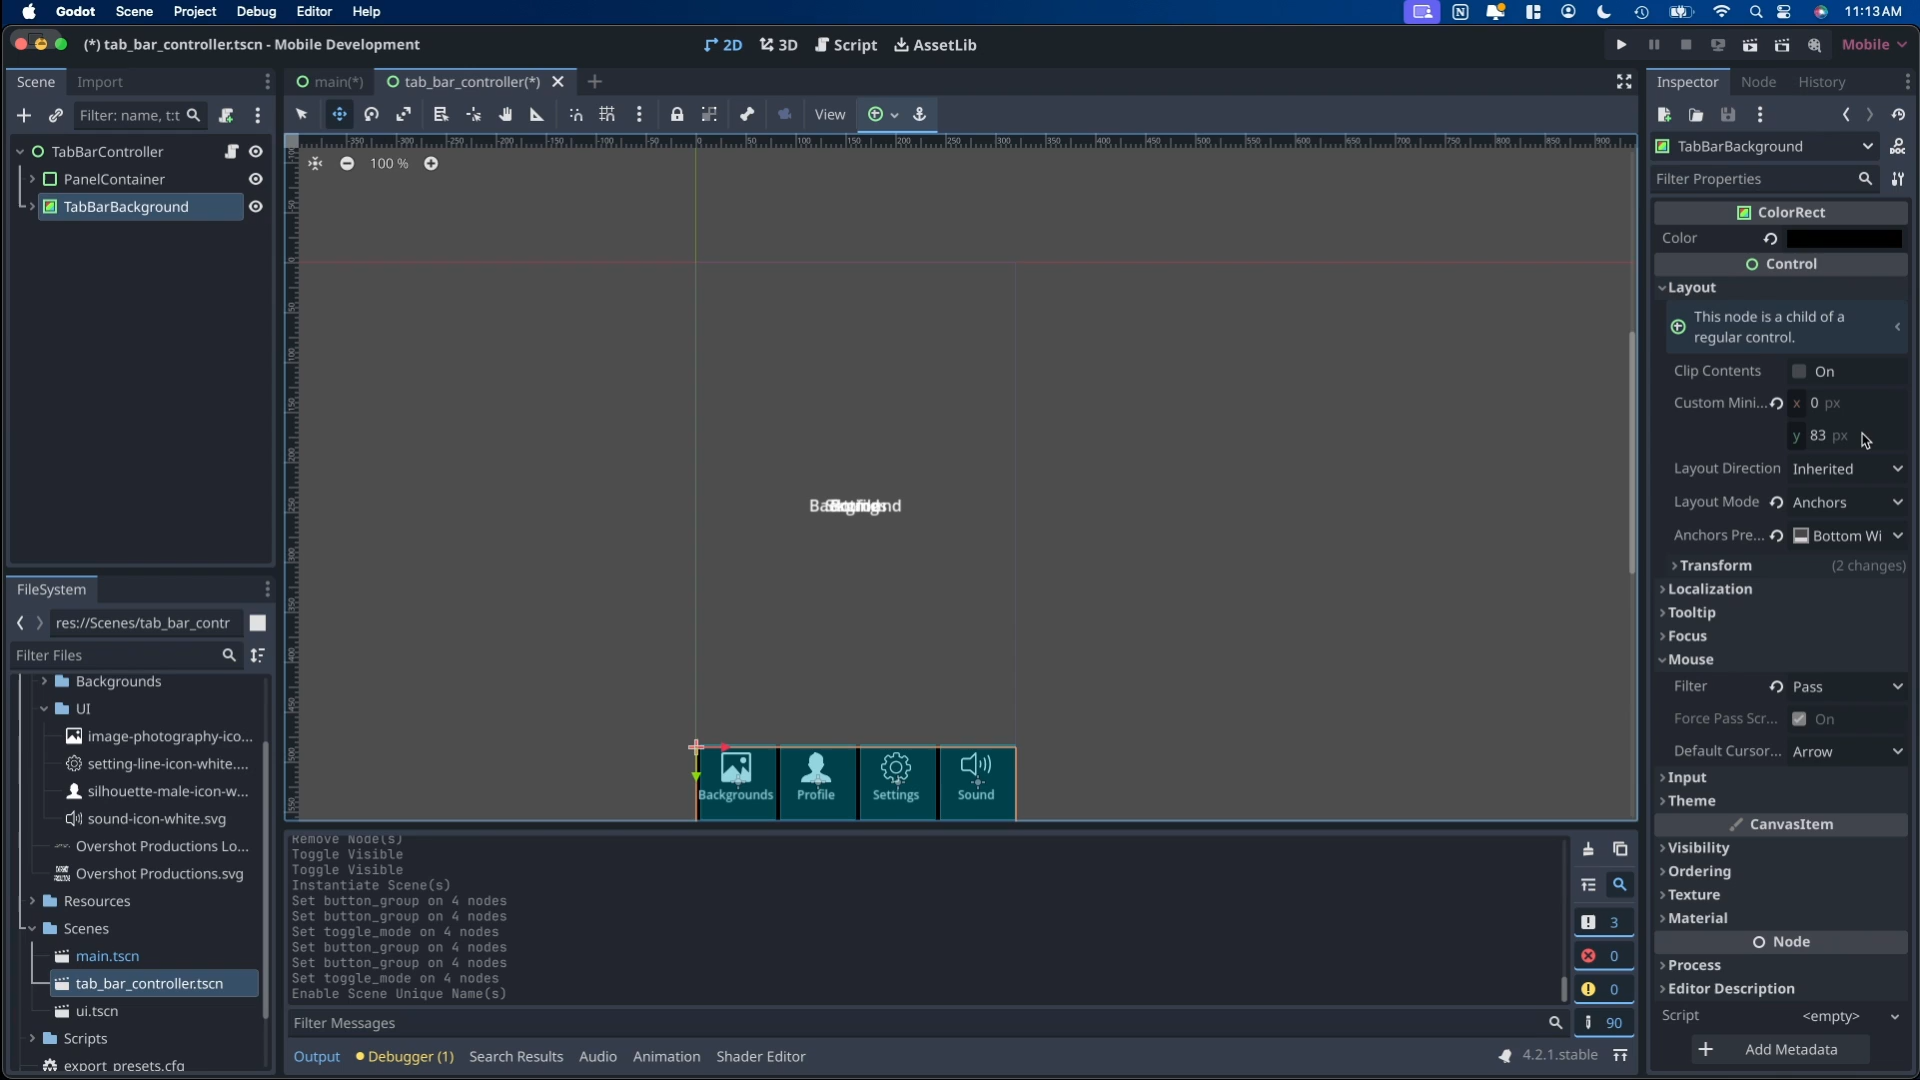 Godot Scene Project Debug Editor Help 11:13 AM
(*) tab_bar_controller.tscn - Mobile Development
2D 3D Script AssetLib
Mobile
Scene Import
main(*) tab_bar_controller(*)
Inspector Node History
Filter: name, t:t
View
TabBarController
PanelContainer
TabBarBackground
100 %
TabBarBackground
DOC
Filter Properties
ColorRect
Color
Control
Layout
This node is a child of a
regular control.
Clip Contents On
Custom Mini... x 0 px
y 83 px
Layout Direction Inherited
Layout Mode Anchors
Anchors Pre... Bottom Wi
Transform (2 changes)
Localization
Tooltip
Focus
Mouse
Filter Pass
Force Pass Scr... On
Default Cursor... Arrow
Input
Theme
CanvasItem
Visibility
Ordering
Texture
Material
Node
Process
Editor Description
Script <empty>
Add Metadata
Backgrounds Profile Settings Sound
FileSystem
res://Scenes/tab_bar_contr
Filter Files
Backgrounds
UI
image-photography-ico...
setting-line-icon-white....
silhouette-male-icon-w...
sound-icon-white.svg
Overshot Productions Lo...
Overshot Productions.svg
Resources
Scenes
main.tscn
tab_bar_controller.tscn
ui.tscn
Scripts
export_presets.cfg
Remove Node(s)
Toggle Visible
Toggle Visible
Instantiate Scene(s)
Set button_group on 4 nodes
Set button_group on 4 nodes
Set toggle_mode on 4 nodes
Set button_group on 4 nodes
Set button_group on 4 nodes
Set toggle_mode on 4 nodes
Enable Scene Unique Name(s)
3
0
0
90
Filter Messages
Output Debugger (1) Search Results Audio Animation Shader Editor
4.2.1.stable